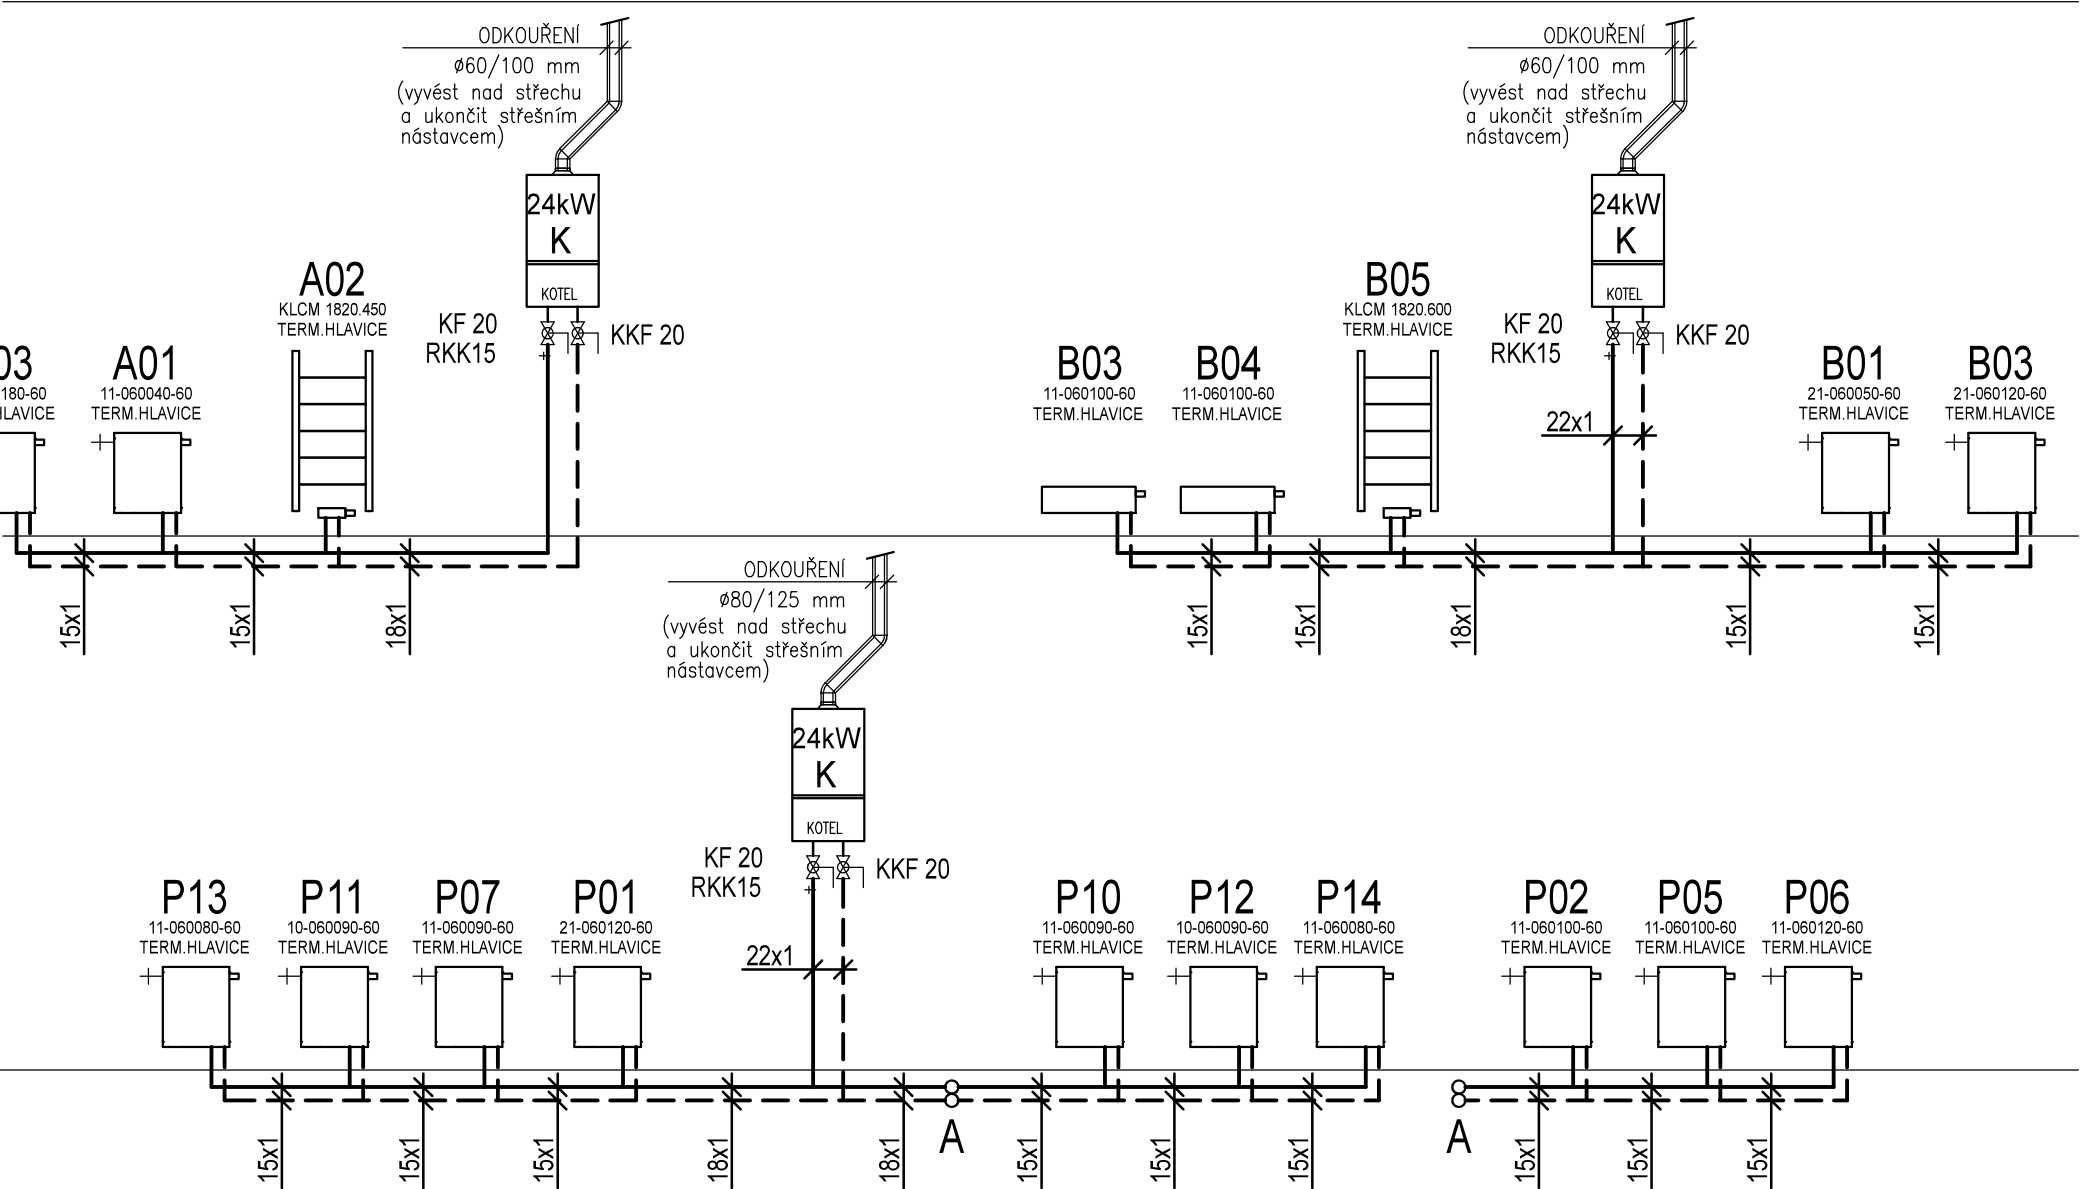 ODKOUŘENÍ
ø60/100 mm
(vyvést nad střechu
a ukončit střešním
nástavcem)
24kW
K
KOTEL
KF 20
RKK15
KKF 20
A02
KLCM 1820.450
TERM.HLAVICE
03
180-60
HLAVICE
A01
11-060040-60
TERM.HLAVICE
15x1
15x1
18x1
ODKOUŘENÍ
ø60/100 mm
(vyvést nad střechu
a ukončit střešním
nástavcem)
24kW
K
KOTEL
KF 20
RKK15
KKF 20
22x1
B03
11-060100-60
TERM.HLAVICE
B04
11-060100-60
TERM.HLAVICE
B05
KLCM 1820.600
TERM.HLAVICE
B01
21-060050-60
TERM.HLAVICE
B03
21-060120-60
TERM.HLAVICE
15x1
15x1
18x1
15x1
15x1
ODKOUŘENÍ
ø80/125 mm
(vyvést nad střechu
a ukončit střešním
nástavcem)
24kW
K
KOTEL
KF 20
RKK15
KKF 20
22x1
P13
11-060080-60
TERM.HLAVICE
P11
10-060090-60
TERM.HLAVICE
P07
11-060090-60
TERM.HLAVICE
P01
21-060120-60
TERM.HLAVICE
P10
11-060090-60
TERM.HLAVICE
P12
10-060090-60
TERM.HLAVICE
P14
11-060080-60
TERM.HLAVICE
P02
11-060100-60
TERM.HLAVICE
P05
11-060100-60
TERM.HLAVICE
P06
11-060120-60
TERM.HLAVICE
15x1
15x1
15x1
18x1
18x1
A
15x1
15x1
15x1
A
15x1
15x1
15x1